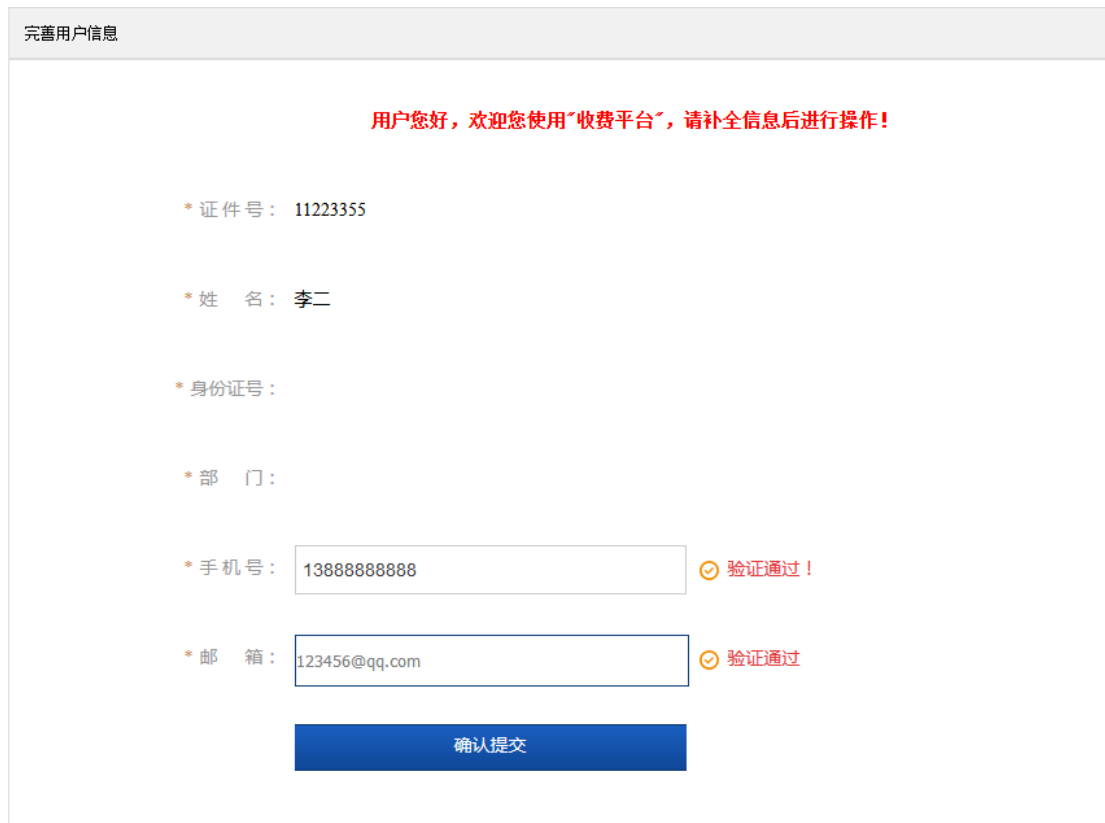 完善用户信息
用户您好，欢迎您使用"收费平台"，请补全信息后进行操作！
* 证件号： 11223355
* 姓 名： 李二
* 身份证号：
* 部 门：
* 手机号： 13888888888 验证通过！
* 邮 箱： 123456@qq.com 验证通过
确认提交